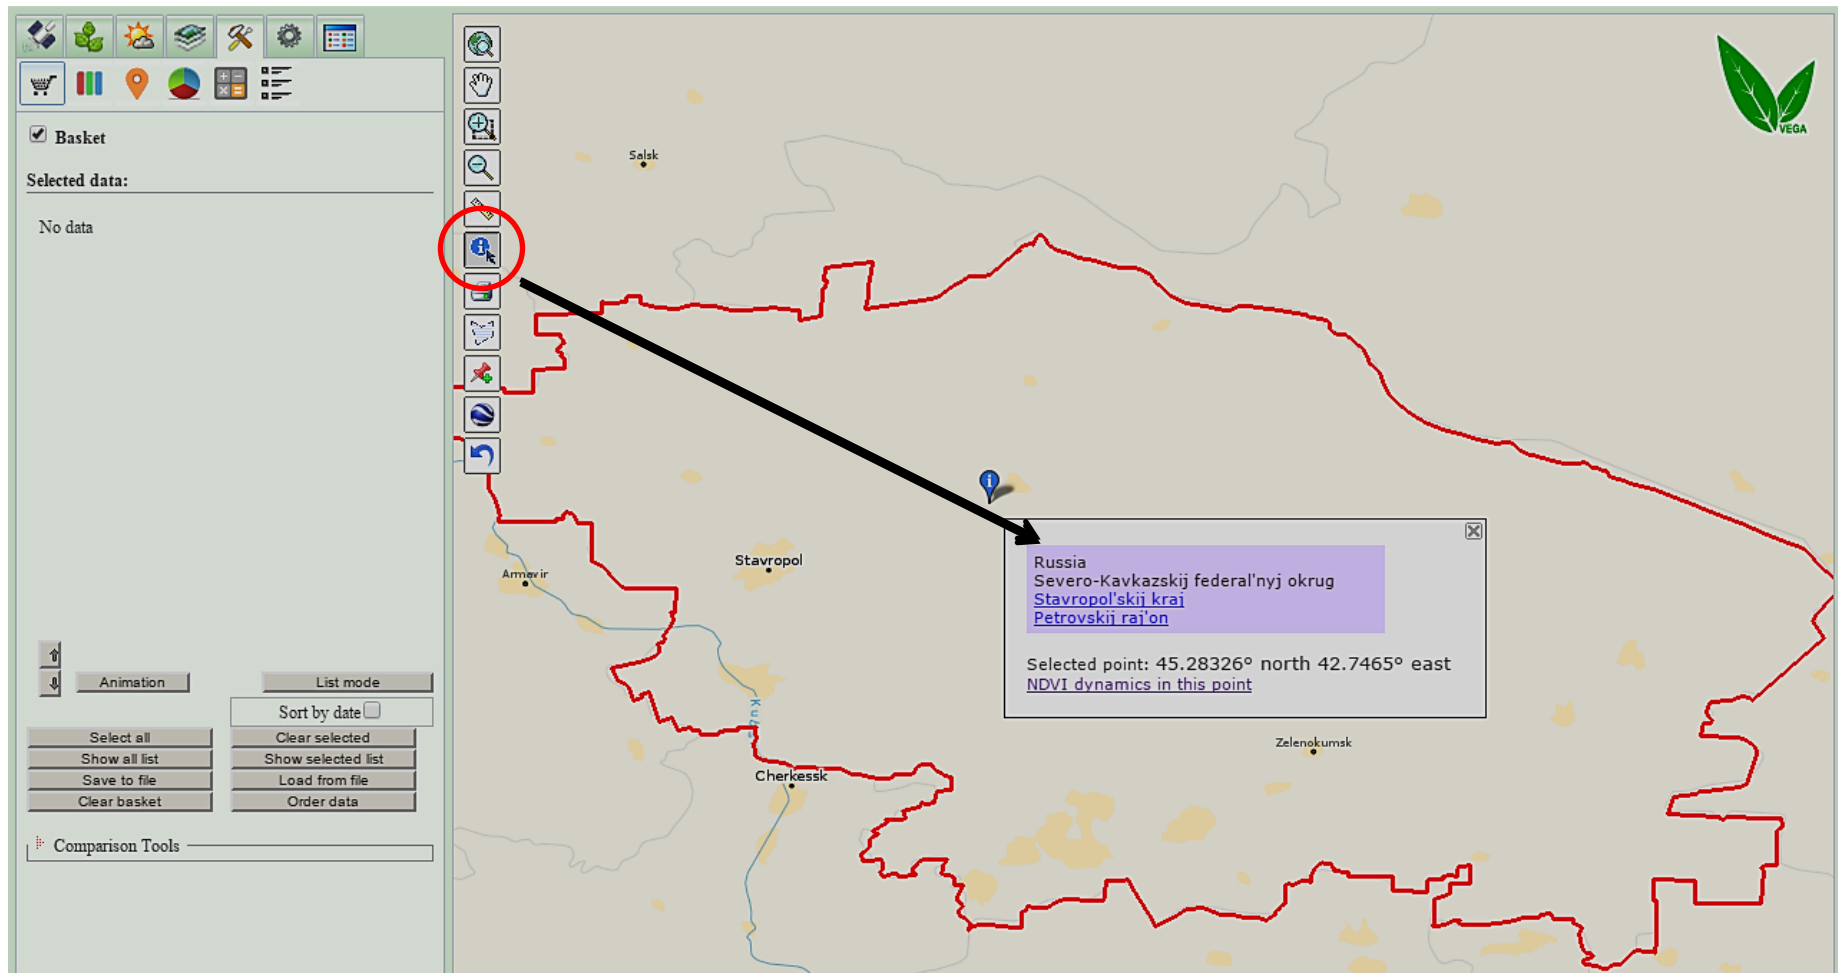 VEGA
Basket
Selected data:
No data
Salsk
Armavir
Stavropol
Russia
Severo-Kavkazskij federal'nyj okrug
Stavropol'skij kraj
Petrovskij raj'on
Selected point: 45.28326° north 42.7465° east
NDVI dynamics in this point
Zelenokumsk
Cherkessk
Animation
List mode
Sort by date
Select all
Clear selected
Show all list
Show selected list
Save to file
Load from file
Clear basket
Order data
Comparison Tools